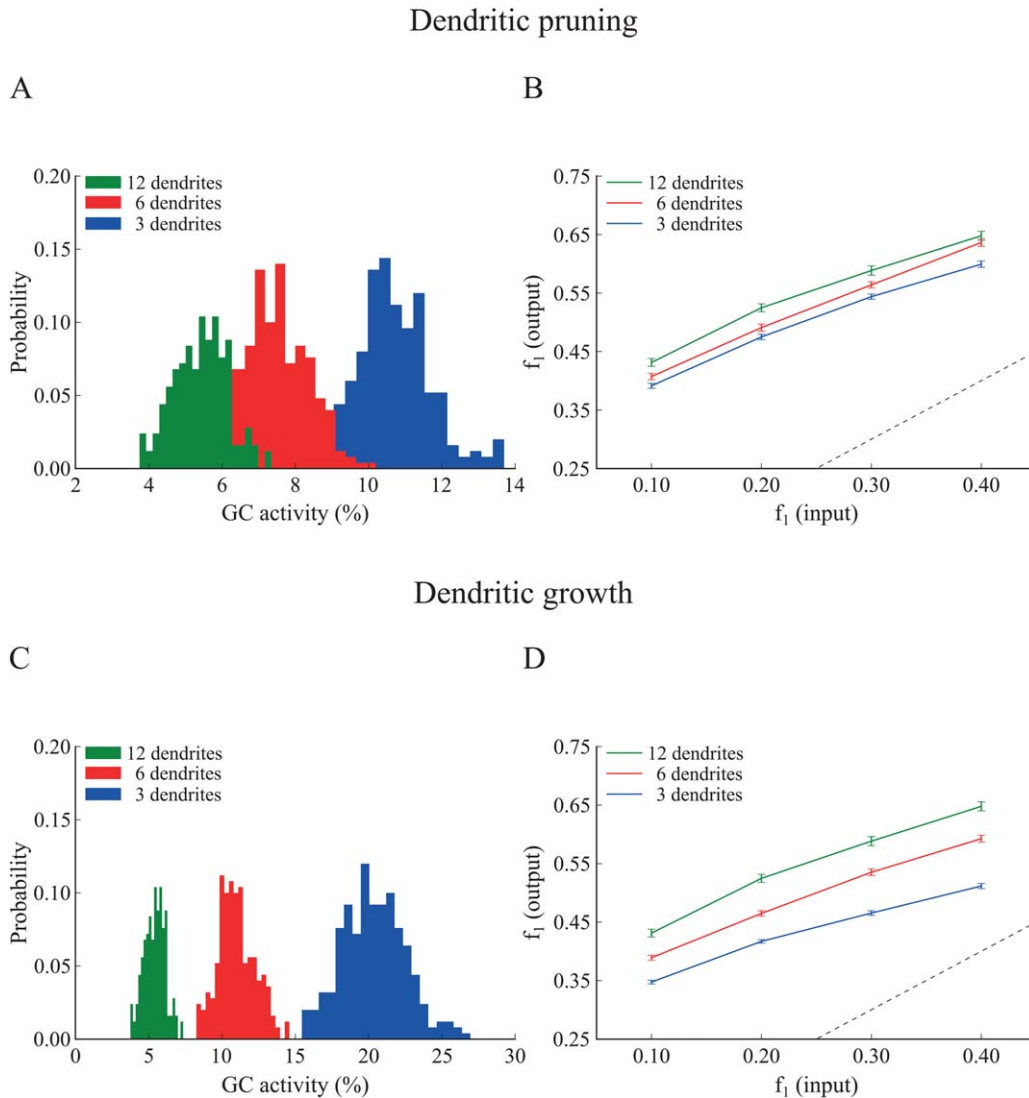 Dendritic pruning
A
B
0.20
0.15
0.10
0.05
0.00
Probability
12 dendrites
6 dendrites
3 dendrites
2 4 6 8 10 12 14
GC activity (%)
0.75
0.65
0.55
0.45
0.35
0.25
f₁ (output)
12 dendrites
6 dendrites
3 dendrites
0.10 0.20 0.30 0.40
f₁ (input)
Dendritic growth
C
D
0.20
0.15
0.10
0.05
0.00
Probability
12 dendrites
6 dendrites
3 dendrites
0 5 10 15 20 25 30
GC activity (%)
0.75
0.65
0.55
0.45
0.35
0.25
f₁ (output)
12 dendrites
6 dendrites
3 dendrites
0.10 0.20 0.30 0.40
f₁ (input)